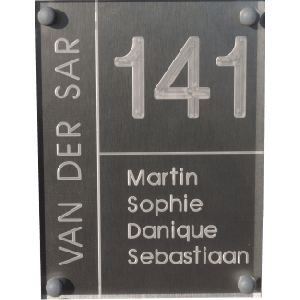 VAN DER SAR
141
Martin
Sophie
Danique
Sebastiaan